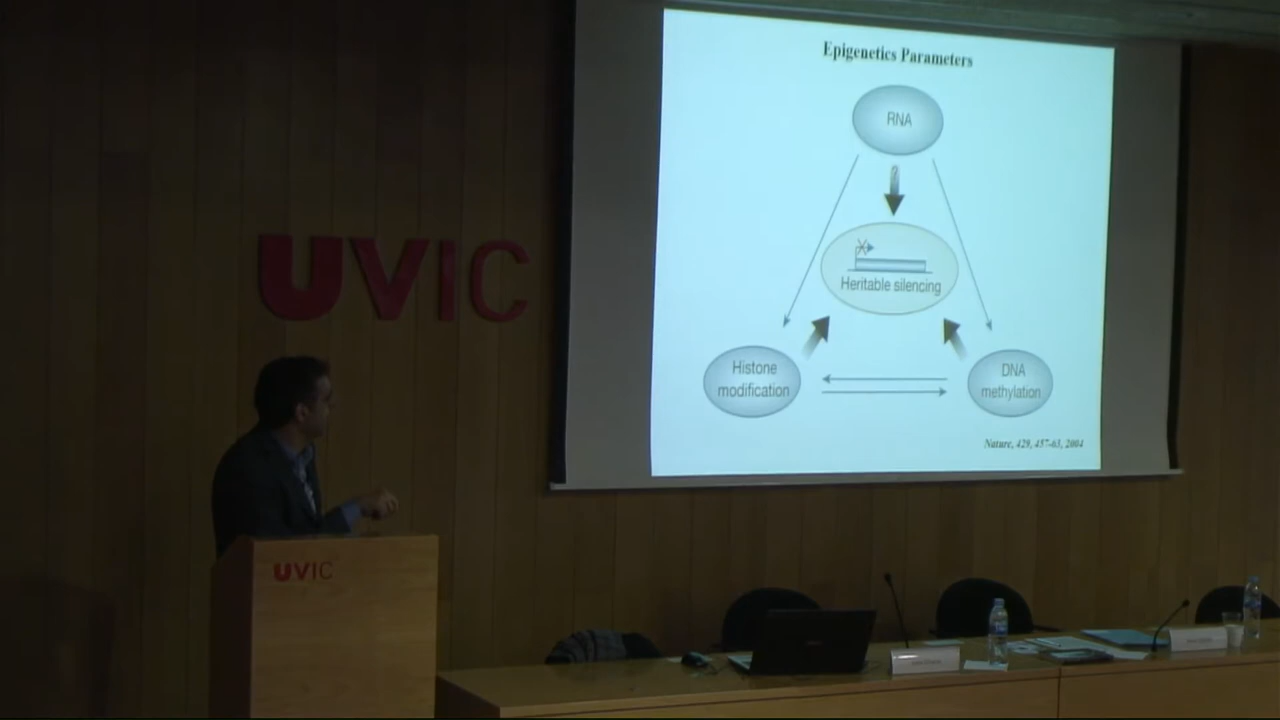 Epigenetics Parameters
RNA
?
Heritable silencing
Histone
modification
DNA
methylation
Nature, 429, 457-63, 2004
UVIC
UVIC